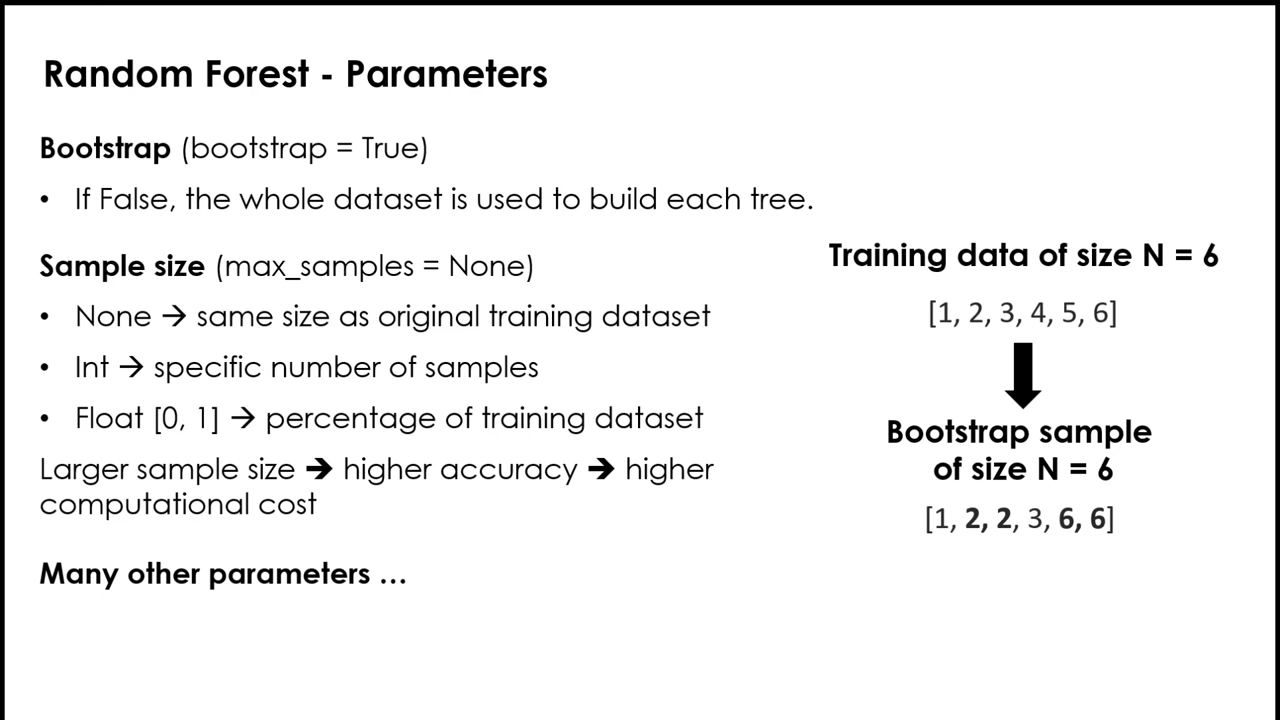 Random Forest - Parameters
Bootstrap (bootstrap = True)
• If False, the whole dataset is used to build each tree.
Sample size (max_samples = None)
• None → same size as original training dataset
• Int → specific number of samples
• Float [0, 1] → percentage of training dataset
Larger sample size → higher accuracy → higher
computational cost
Many other parameters ...
Training data of size N = 6
[1, 2, 3, 4, 5, 6]
Bootstrap sample
of size N = 6
[1, 2, 2, 3, 6, 6]